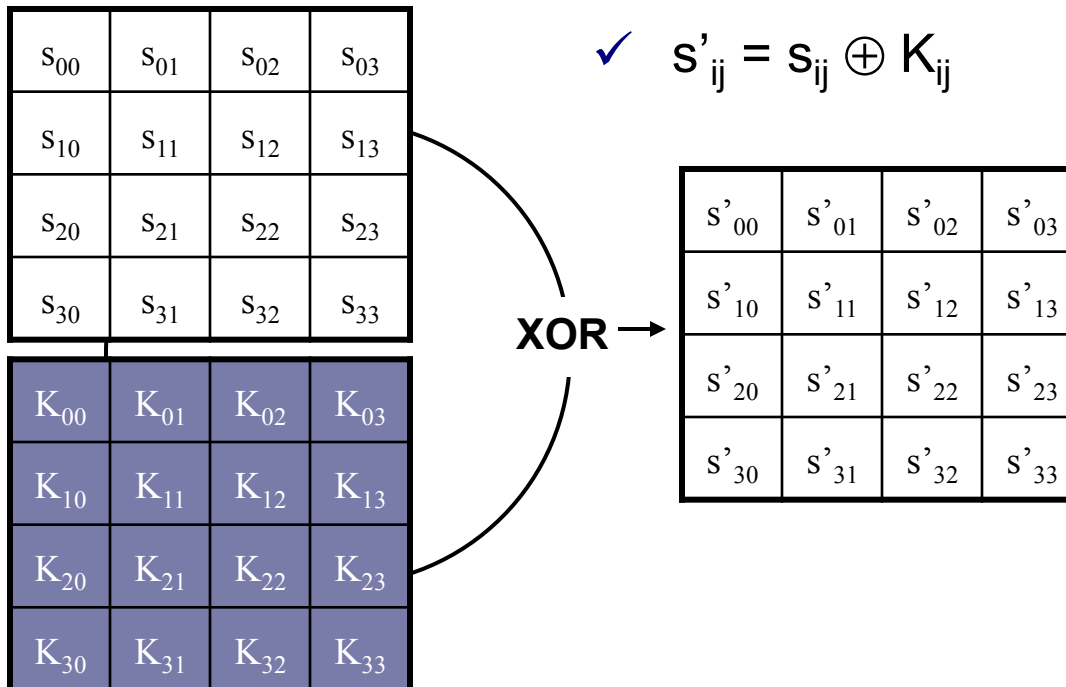 s₀₀ s₀₁ s₀₂ s₀₃
s₁₀ s₁₁ s₁₂ s₁₃
s₂₀ s₂₁ s₂₂ s₂₃
s₃₀ s₃₁ s₃₂ s₃₃
K₀₀ K₀₁ K₀₂ K₀₃
K₁₀ K₁₁ K₁₂ K₁₃
K₂₀ K₂₁ K₂₂ K₂₃
K₃₀ K₃₁ K₃₂ K₃₃
XOR
✓ s’ᵢⱼ = sᵢⱼ ⊕ Kᵢⱼ
s’₀₀ s’₀₁ s’₀₂ s’₀₃
s’₁₀ s’₁₁ s’₁₂ s’₁₃
s’₂₀ s’₂₁ s’₂₂ s’₂₃
s’₃₀ s’₃₁ s’₃₂ s’₃₃